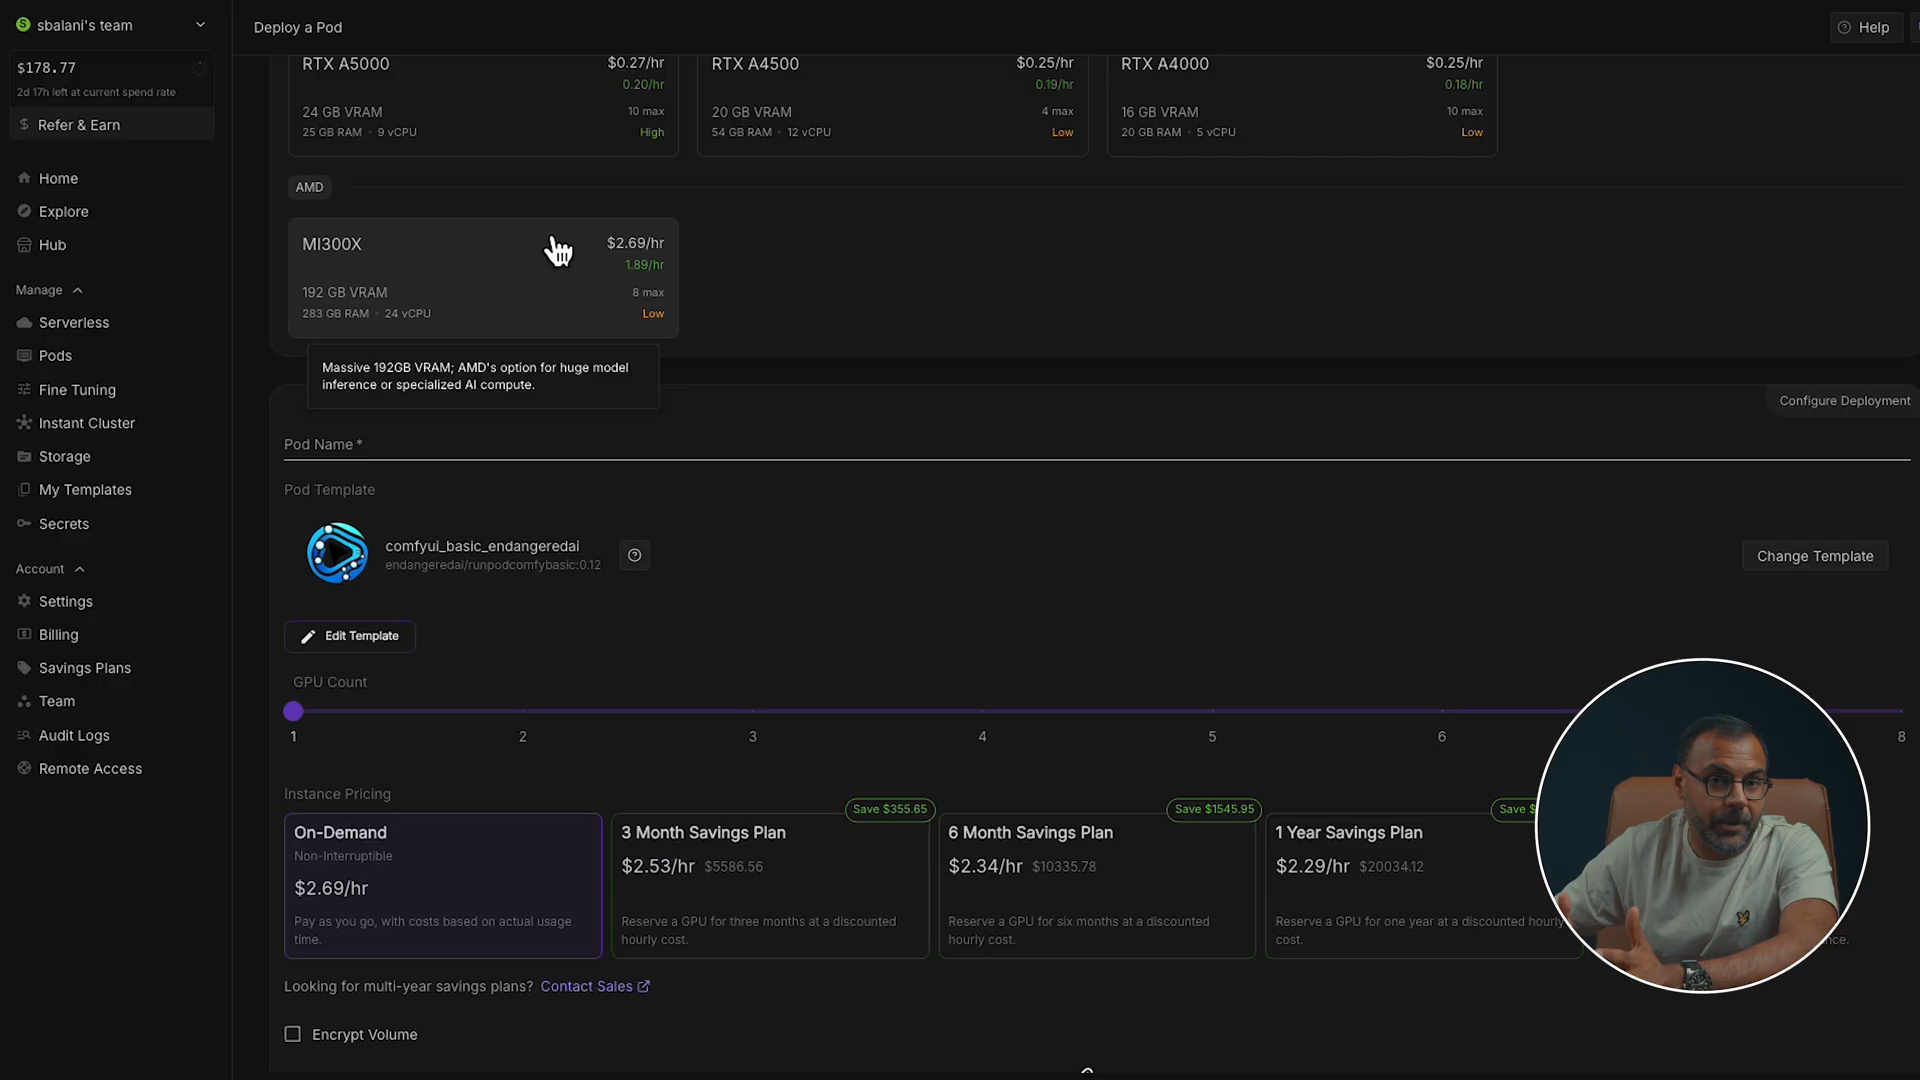 sbalani's team
$178.77
2d 17h left at current spend rate
Refer & Earn
Home
Explore
Hub
Manage
Serverless
Pods
Fine Tuning
Instant Cluster
Storage
My Templates
Secrets
Account
Settings
Billing
Savings Plans
Team
Audit Logs
Remote Access
Deploy a Pod
Help
RTX A5000 $0.27/hr
0.20/hr
24 GB VRAM 10 max
25 GB RAM • 9 vCPU High
RTX A4500 $0.25/hr
0.19/hr
20 GB VRAM 4 max
54 GB RAM • 12 vCPU Low
RTX A4000 $0.25/hr
0.18/hr
16 GB VRAM 10 max
20 GB RAM • 5 vCPU Low
AMD
MI300X $2.69/hr
1.89/hr
192 GB VRAM 8 max
283 GB RAM • 24 vCPU Low
Massive 192GB VRAM; AMD's option for huge model
inference or specialized AI compute.
Configure Deployment
Pod Name *
Pod Template
comfyui_basic_endangeredai
endangeredai/runpodcomfybasic:0.12
Change Template
Edit Template
GPU Count
1 2 3 4 5 6 8
Instance Pricing
On-Demand
Non-Interruptible
$2.69/hr
Pay as you go, with costs based on actual usage
time.
Save $355.65
3 Month Savings Plan
$2.53/hr $5586.56
Reserve a GPU for three months at a discounted
hourly cost.
Save $1545.95
6 Month Savings Plan
$2.34/hr $10335.78
Reserve a GPU for six months at a discounted
hourly cost.
Save $
1 Year Savings Plan
$2.29/hr $20034.12
Reserve a GPU for one year at a discounted hourly
cost.
Looking for multi-year savings plans? Contact Sales
Encrypt Volume